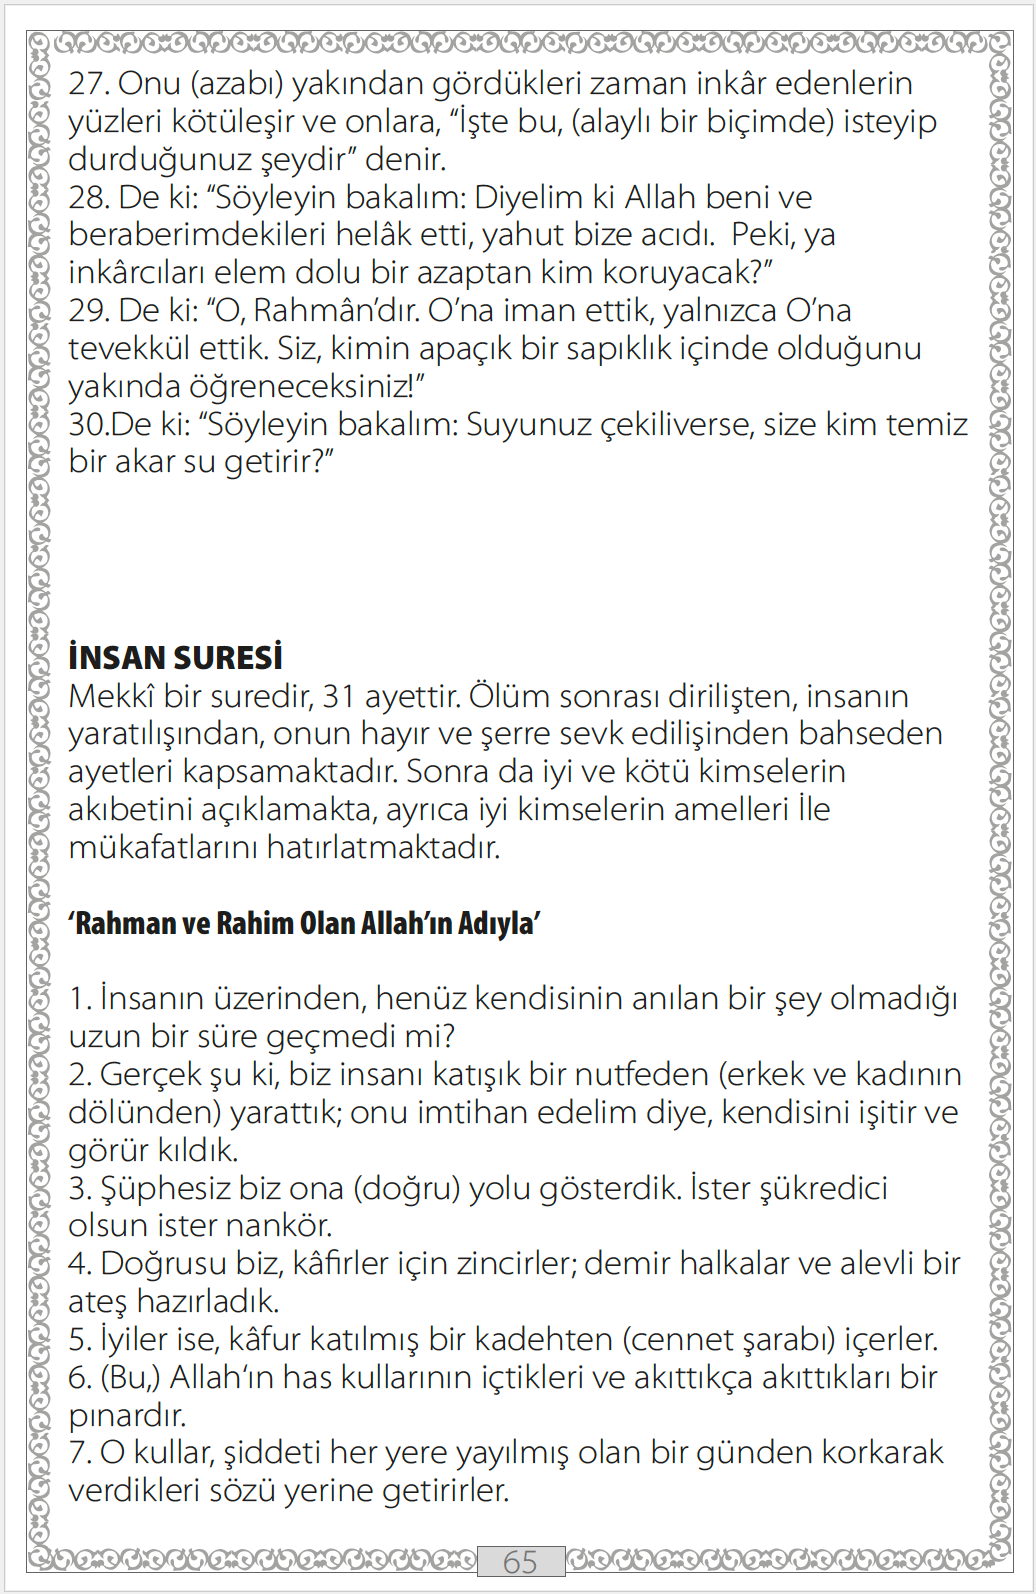 27. Onu (azabı) yakından gördükleri zaman inkâr edenlerin
yüzleri kötüleşir ve onlara, “İşte bu, (alaylı bir biçimde) isteyip
durduğunuz şeydir” denir.
28. De ki: “Söyleyin bakalım: Diyelim ki Allah beni ve
beraberimdekileri helâk etti, yahut bize acıdı.  Peki, ya
inkârcıları elem dolu bir azaptan kim koruyacak?”
29. De ki: “O, Rahmân’dır. O’na iman ettik, yalnızca O’na
tevekkül ettik. Siz, kimin apaçık bir sapıklık içinde olduğunu
yakında öğreneceksiniz!”
30.De ki: “Söyleyin bakalım: Suyunuz çekiliverse, size kim temiz
bir akar su getirir?”
İNSAN SURESİ
Mekkî bir suredir, 31 ayettir. Ölüm sonrası dirilişten, insanın
yaratılışından, onun hayır ve şerre sevk edilişinden bahseden
ayetleri kapsamaktadır. Sonra da iyi ve kötü kimselerin
akıbetini açıklamakta, ayrıca iyi kimselerin amelleri İle
mükafatlarını hatırlatmaktadır.
‘Rahman ve Rahim Olan Allah’ın Adıyla’
1. İnsanın üzerinden, henüz kendisinin anılan bir şey olmadığı
uzun bir süre geçmedi mi?
2. Gerçek şu ki, biz insanı katışık bir nutfeden (erkek ve kadının
dölünden) yarattık; onu imtihan edelim diye, kendisini işitir ve
görür kıldık.
3. Şüphesiz biz ona (doğru) yolu gösterdik. İster şükredici
olsun ister nankör.
4. Doğrusu biz, kâfirler için zincirler; demir halkalar ve alevli bir
ateş hazırladık.
5. İyiler ise, kâfur katılmış bir kadehten (cennet şarabı) içerler.
6. (Bu,) Allah‘ın has kullarının içtikleri ve akıttıkça akıttıkları bir
pınardır.
7. O kullar, şiddeti her yere yayılmış olan bir günden korkarak
verdikleri sözü yerine getirirler.
65